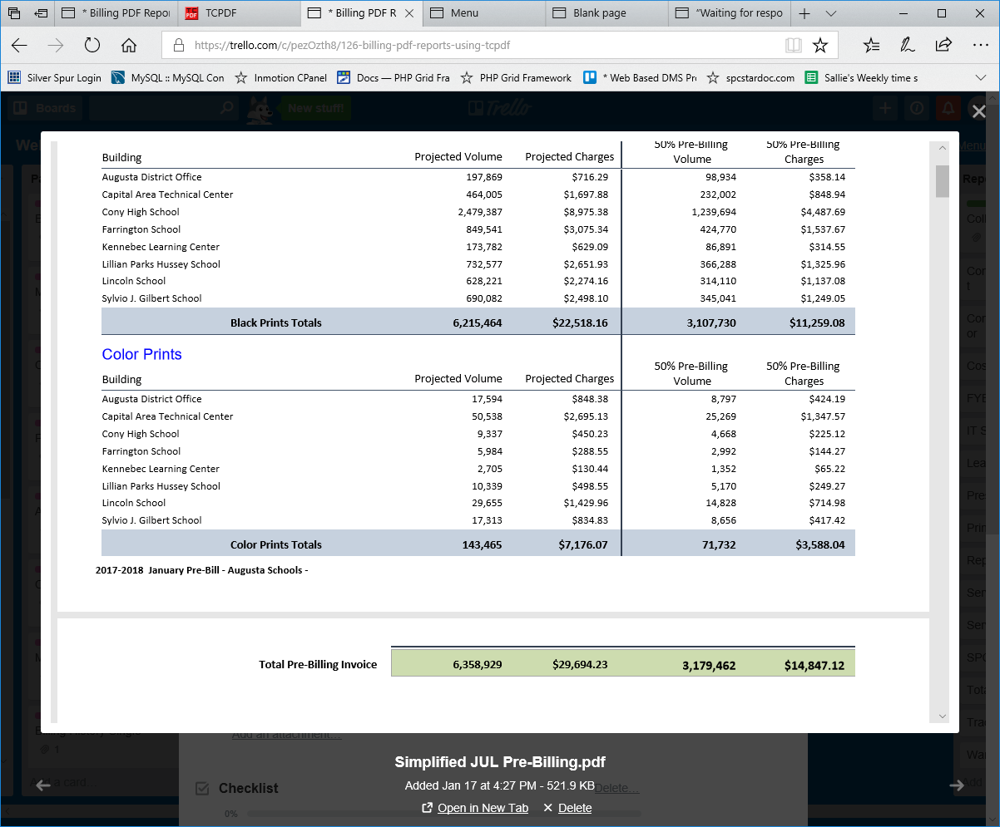 * Billing PDF Repor
TCPDF
* Billing PDF R
Menu
Blank page
"Waiting for respo
https://trello.com/c/pezOzth8/126-billing-pdf-reports-using-tcpdf
Silver Spur Login
MySQL :: MySQL Con
Inmotion CPanel
Docs — PHP Grid Fra
PHP Grid Framework
* Web Based DMS Pr
spcstardoc.com
Sallie's Weekly time s
Boards
New stuff!
Trello
Menu
Building Projected Volume Projected Charges 50% Pre-Billing Volume 50% Pre-Billing Charges
Augusta District Office 197,869 $716.29 98,934 $358.14
Capital Area Technical Center 464,005 $1,697.88 232,002 $848.94
Cony High School 2,479,387 $8,975.38 1,239,694 $4,487.69
Farrington School 849,541 $3,075.34 424,770 $1,537.67
Kennebec Learning Center 173,782 $629.09 86,891 $314.55
Lillian Parks Hussey School 732,577 $2,651.93 366,288 $1,325.96
Lincoln School 628,221 $2,274.16 314,110 $1,137.08
Sylvio J. Gilbert School 690,082 $2,498.10 345,041 $1,249.05
Black Prints Totals 6,215,464 $22,518.16 3,107,730 $11,259.08
Color Prints
Building Projected Volume Projected Charges 50% Pre-Billing Volume 50% Pre-Billing Charges
Augusta District Office 17,594 $848.38 8,797 $424.19
Capital Area Technical Center 50,538 $2,695.13 25,269 $1,347.57
Cony High School 9,337 $450.23 4,668 $225.12
Farrington School 5,984 $288.55 2,992 $144.27
Kennebec Learning Center 2,705 $130.44 1,352 $65.22
Lillian Parks Hussey School 10,339 $498.55 5,170 $249.27
Lincoln School 29,655 $1,429.96 14,828 $714.98
Sylvio J. Gilbert School 17,313 $834.83 8,656 $417.42
Color Prints Totals 143,465 $7,176.07 71,732 $3,588.04
2017-2018 January Pre-Bill - Augusta Schools -
Total Pre-Billing Invoice 6,358,929 $29,694.23 3,179,462 $14,847.12
Add an attachment...
1
Add a card...
Simplified JUL Pre-Billing.pdf
Added Jan 17 at 4:27 PM - 521.9 KB
Delete...
Checklist
Open in New Tab
Delete
0%